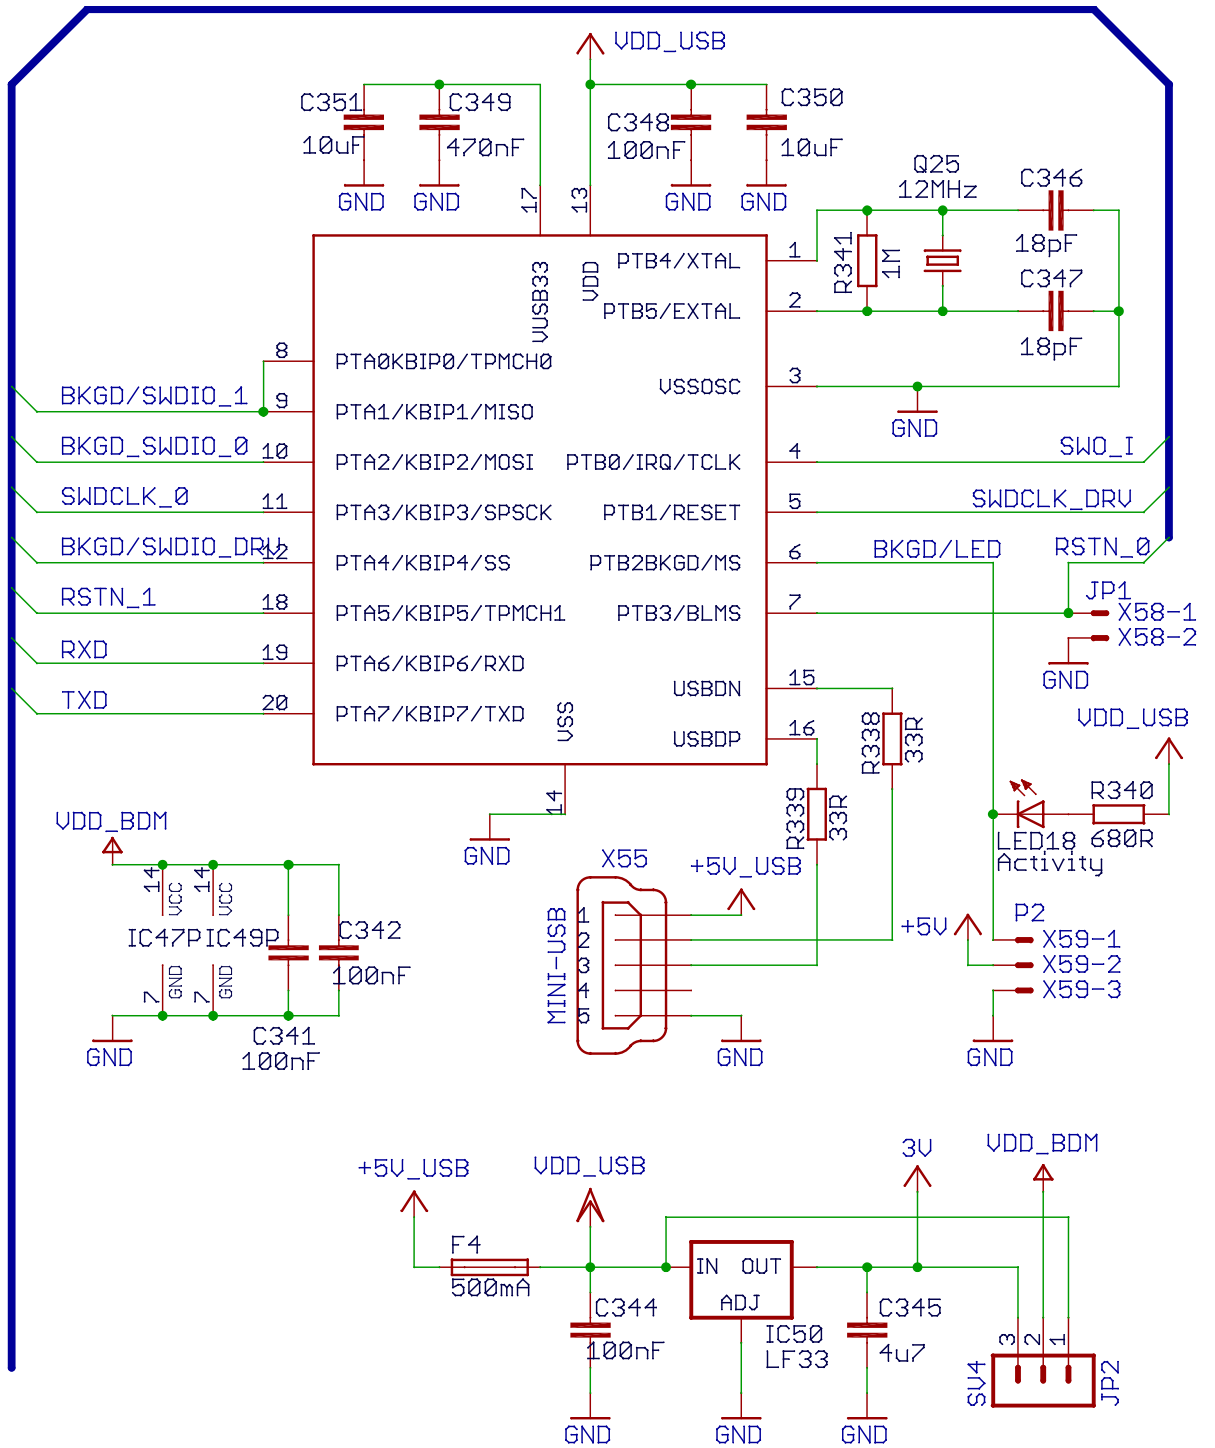 VDD_USB
C351
10uF
C349
470nF
C348
100nF
C350
10uF
GND
GND
GND
GND
17
13
Q25
12MHz
C346
18pF
C347
18pF
R341
1M
VUSB33
VDD
PTB4/XTAL
1
PTB5/EXTAL
2
VSSOSC
3
GND
8
PTA0KBIP0/TPMCH0
BKGD/SWDIO_1
9
PTA1/KBIP1/MISO
BKGD_SWDIO_0
10
PTA2/KBIP2/MOSI
PTB0/IRQ/TCLK
4
SWO_I
SWDCLK_0
11
PTA3/KBIP3/SPSCK
PTB1/RESET
5
SWDCLK_DRV
BKGD/SWDIO_DRV
12
PTA4/KBIP4/SS
PTB2BKGD/MS
6
BKGD/LED
RSTN_0
RSTN_1
18
PTA5/KBIP5/TPMCH1
PTB3/BLMS
7
JP1
X58-1
X58-2
GND
RXD
19
PTA6/KBIP6/RXD
USBDN
15
TXD
20
PTA7/KBIP7/TXD
VSS
USBDP
16
R338
33R
VDD_USB
14
GND
R339
33R
R340
680R
LED18
Activity
VDD_BDM
14
VCC
14
VCC
IC47P
IC49P
7
GND
7
GND
C342
100nF
C341
100nF
GND
X55
+5V_USB
MINI-USB
1
2
3
4
5
GND
+5V
P2
X59-1
X59-2
X59-3
GND
+5V_USB
VDD_USB
3V
VDD_BDM
F4
500mA
IN
OUT
ADJ
IC50
LF33
C344
100nF
C345
4u7
GND
GND
GND
3
2
1
SV4
JP2